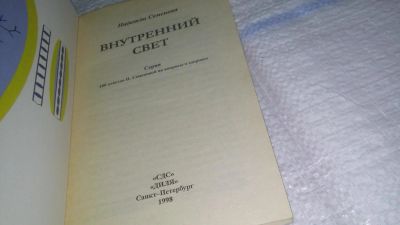 Надежда Семенова
ВНУТРЕННИЙ
СВЕТ
Серия
«СДС»
«ДИЛЯ»
Санкт-Петербург
1998